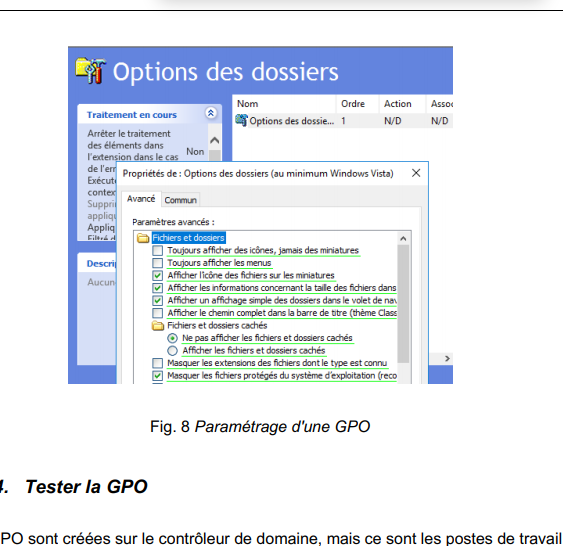 Options des dossiers
Nom Ordre Action Assoc
Options des dossie... 1 N/D N/D
Traitement en cours
Arrêter le traitement
des éléments dans
l'extension dans le cas Non
de l'err
Exécut
contex
Suppri
appliqu
Appliq
Filtré d
Descrip
Aucun
Propriétés de : Options des dossiers (au minimum Windows Vista)
Avancé Commun
Paramètres avancés :
Fichiers et dossiers
Toujours afficher des icônes, jamais des miniatures
Toujours afficher les menus
Afficher l'icône des fichiers sur les miniatures
Afficher les informations concernant la taille des fichiers dans
Afficher un affichage simple des dossiers dans le volet de nav
Afficher le chemin complet dans la barre de titre (thème Class
Fichiers et dossiers cachés
Ne pas afficher les fichiers et dossiers cachés
Afficher les fichiers et dossiers cachés
Masquer les extensions des fichiers dont le type est connu
Masquer les fichiers protégés du système d'exploitation (reco
Fig. 8 Paramétrage d'une GPO
4. Tester la GPO
PO sont créées sur le contrôleur de domaine, mais ce sont les postes de travail